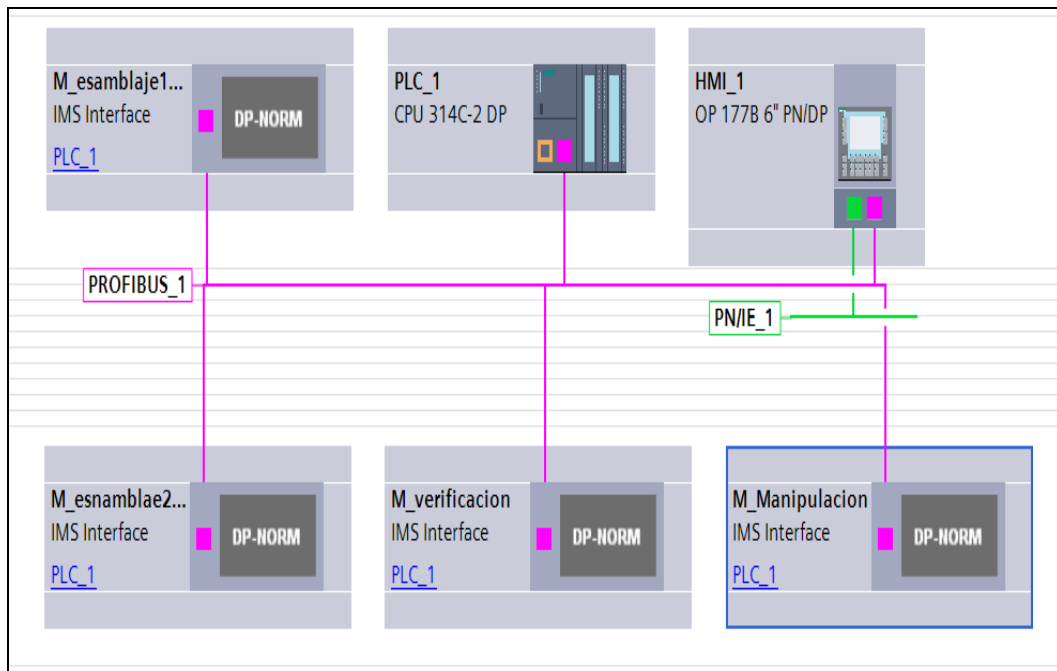 M_esamblaje1...
IMS Interface
DP-NORM
PLC_1
PLC_1
CPU 314C-2 DP
HMI_1
OP 177B 6" PN/DP
PROFIBUS_1
PN/IE_1
M_esnamblae2...
IMS Interface
DP-NORM
PLC_1
M_verificacion
IMS Interface
DP-NORM
PLC_1
M_Manipulacion
IMS Interface
DP-NORM
PLC_1